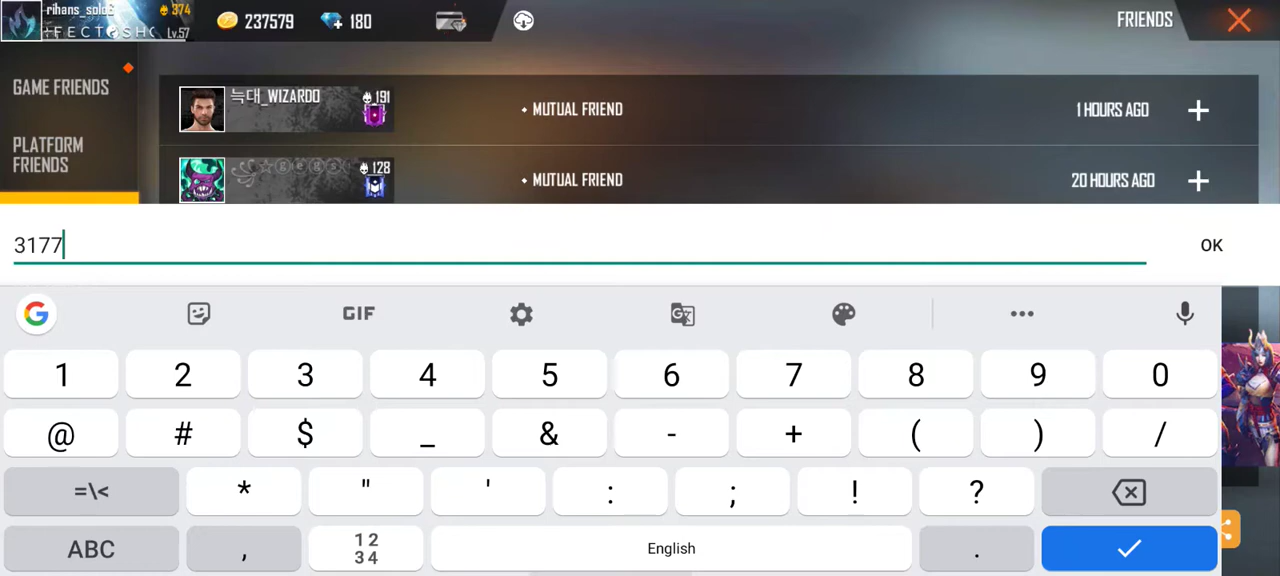 rihans_solo
374
Lv.57
237579
180
FRIENDS
GAME FRIENDS
PLATFORM
FRIENDS
늑대_WIZARDO
191
• MUTUAL FRIEND
1 HOURS AGO
+
128
• MUTUAL FRIEND
20 HOURS AGO
+
3177
OK
G
GIF
...
1 2 3 4 5 6 7 8 9 0
@ # $ _ & - + ( ) /
=\< * " ' : ; ! ?
ABC , 12 English .
34